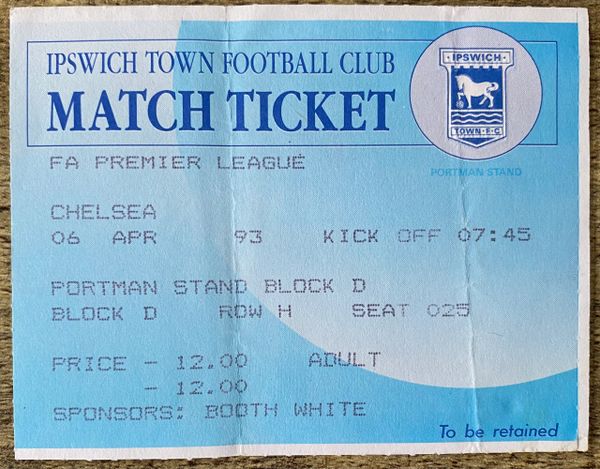 IPSWICH TOWN FOOTBALL CLUB
MATCH TICKET
IPSWICH
TOWN F.C
PORTMAN STAND
FA PREMIER LEAGUE
CHELSEA
06 APR 93 KICK OFF 07:45
PORTMAN STAND BLOCK D
BLOCK D ROW H SEAT 025
PRICE - 12.00 ADULT
- 12.00
SPONSORS: BOOTH WHITE
To be retained